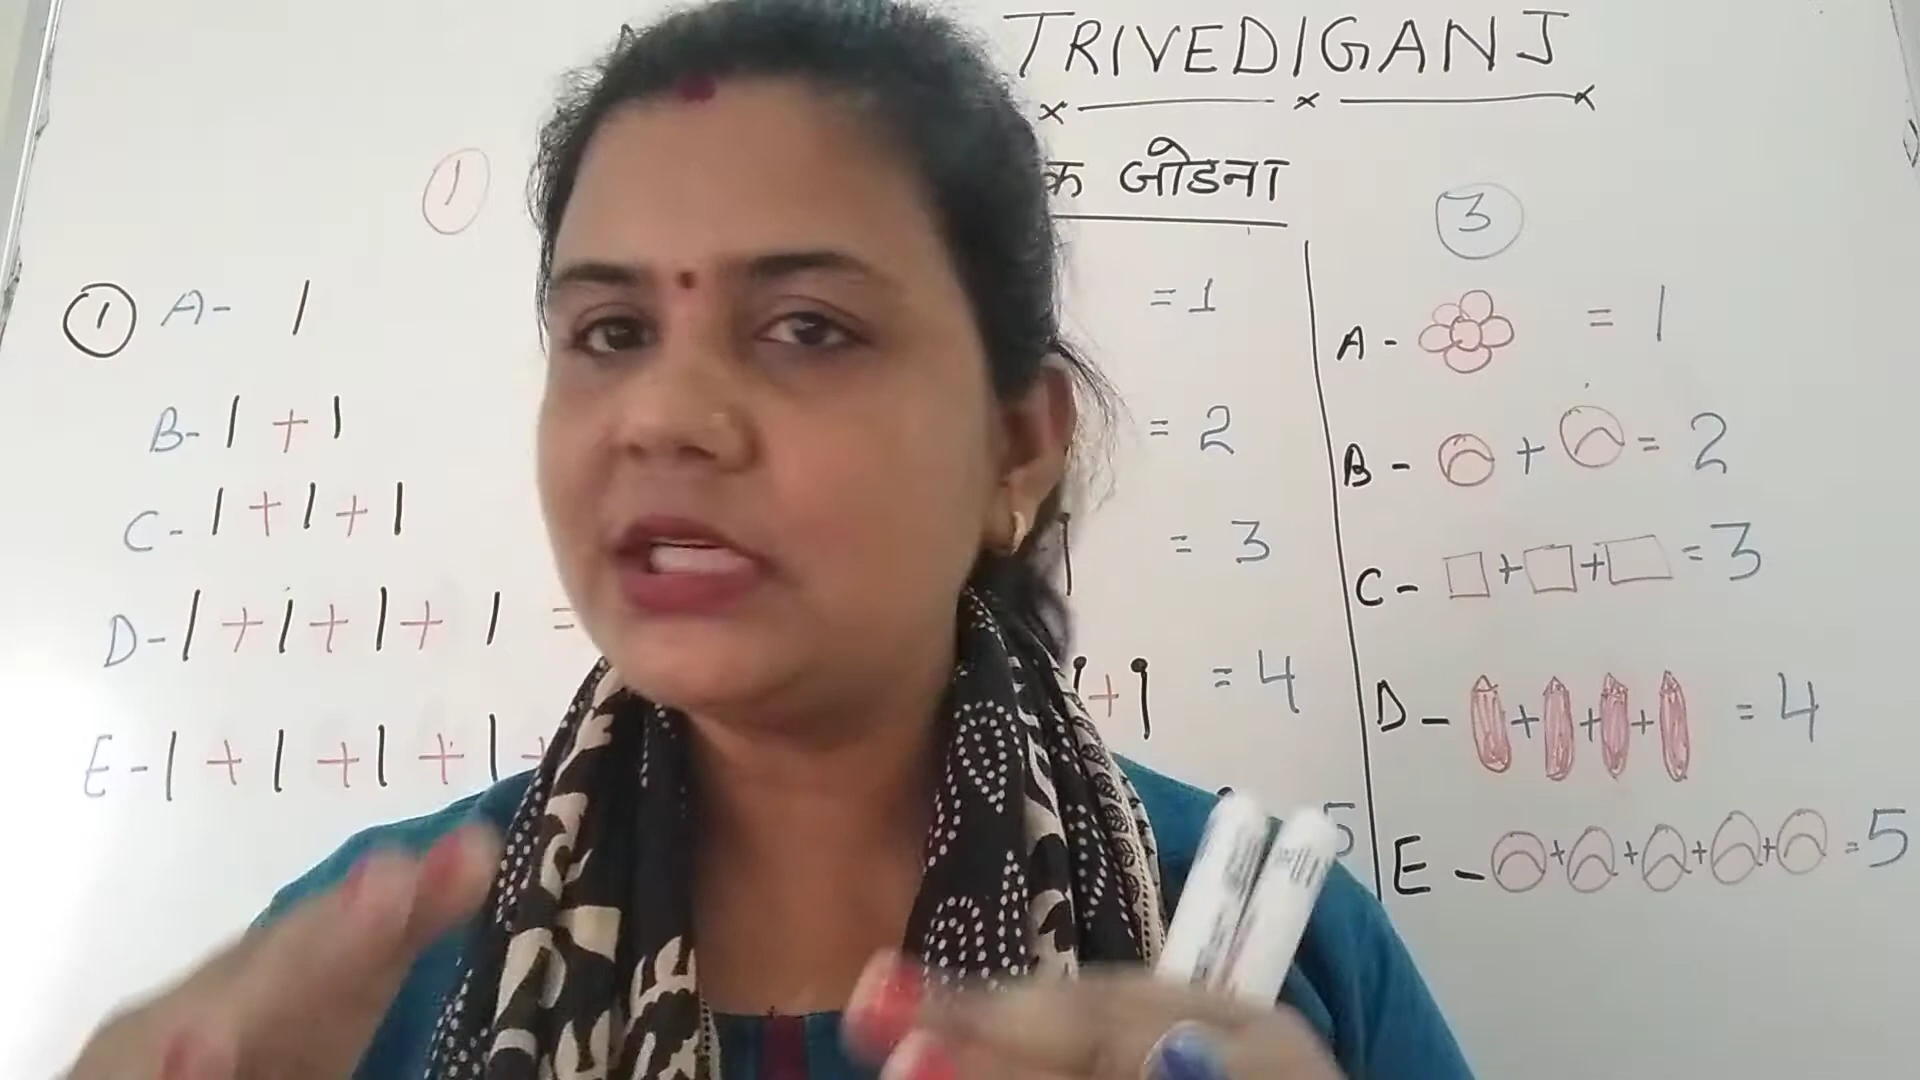 TRIVEDIGANJ
x x x
क जोडना
1
3
1 A- 1
= 1
A - = 1
B- 1 + 1
= 2
B - + = 2
C- 1 + 1 + 1
= 3
C - + + = 3
D- 1 + 1 + 1 + 1 =
+ = 4
D - + + + = 4
E- 1 + 1 + 1 + 1 +
5
E - + + + + = 5